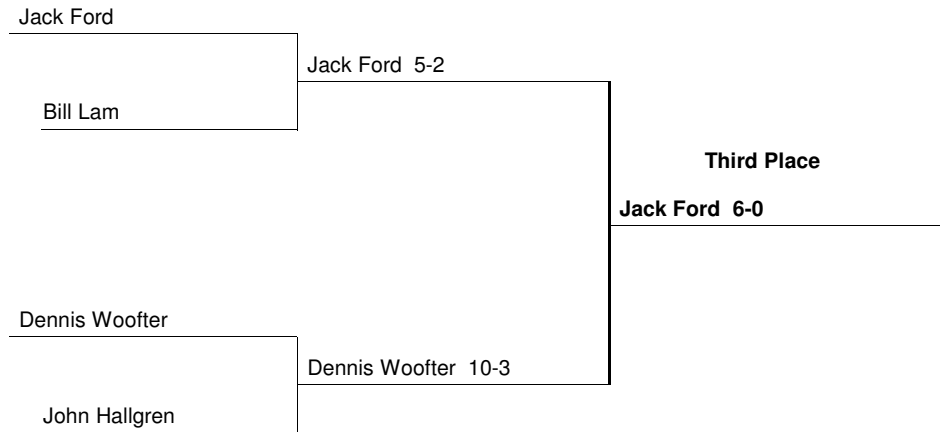 Jack Ford
Jack Ford 5-2
Bill Lam
Third Place
Jack Ford 6-0
Dennis Woofter
Dennis Woofter 10-3
John Hallgren